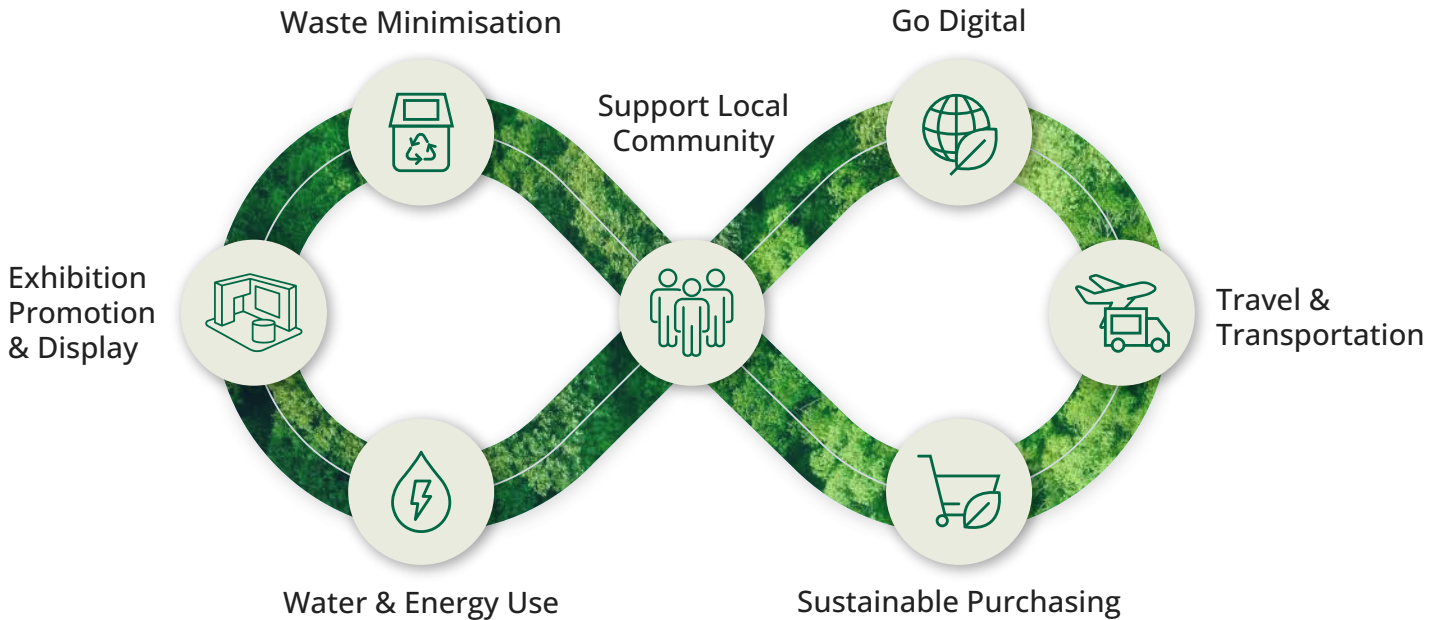 Waste Minimisation
Go Digital
Support Local
Community
Exhibition
Promotion
& Display
Travel &
Transportation
Water & Energy Use
Sustainable Purchasing